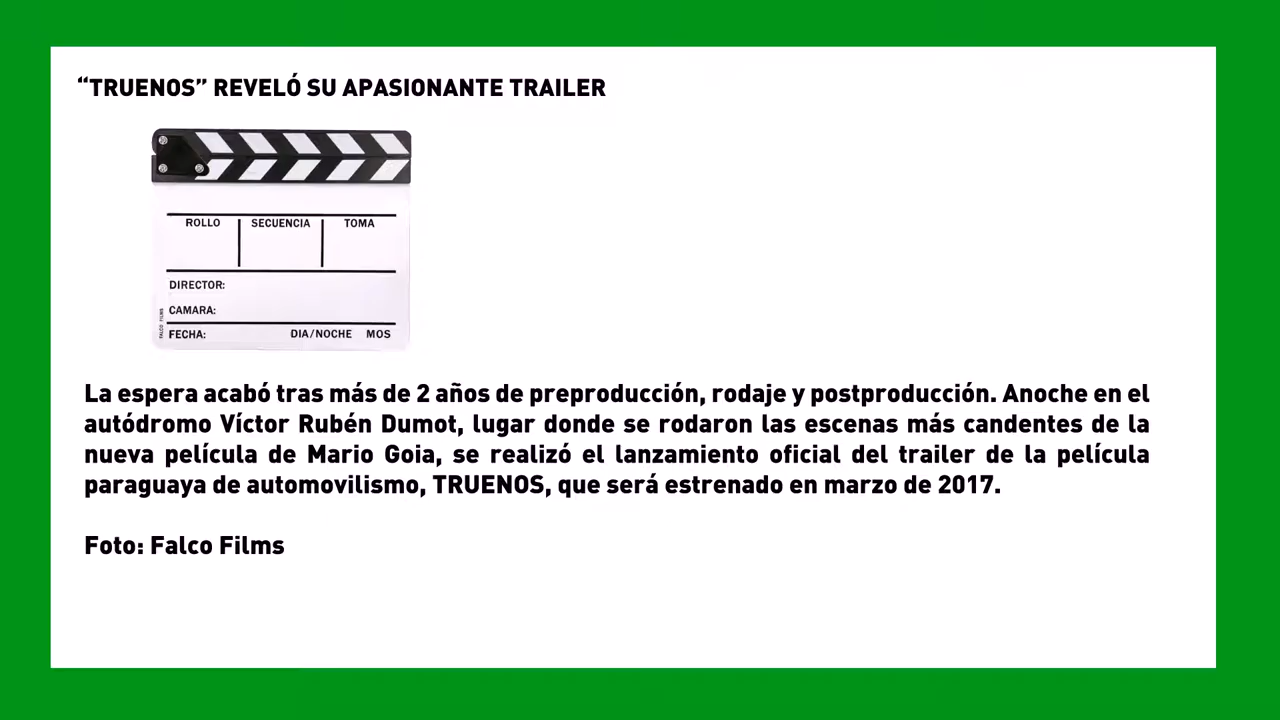 “TRUENOS” REVELÓ SU APASIONANTE TRAILER
ROLLO SECUENCIA TOMA
DIRECTOR:
CAMARA:
FALCO FILMS
FECHA: DIA/NOCHE MOS
La espera acabó tras más de 2 años de preproducción, rodaje y postproducción. Anoche en el
autódromo Víctor Rubén Dumot, lugar donde se rodaron las escenas más candentes de la
nueva película de Mario Goia, se realizó el lanzamiento oficial del trailer de la película
paraguaya de automovilismo, TRUENOS, que será estrenado en marzo de 2017.
Foto: Falco Films